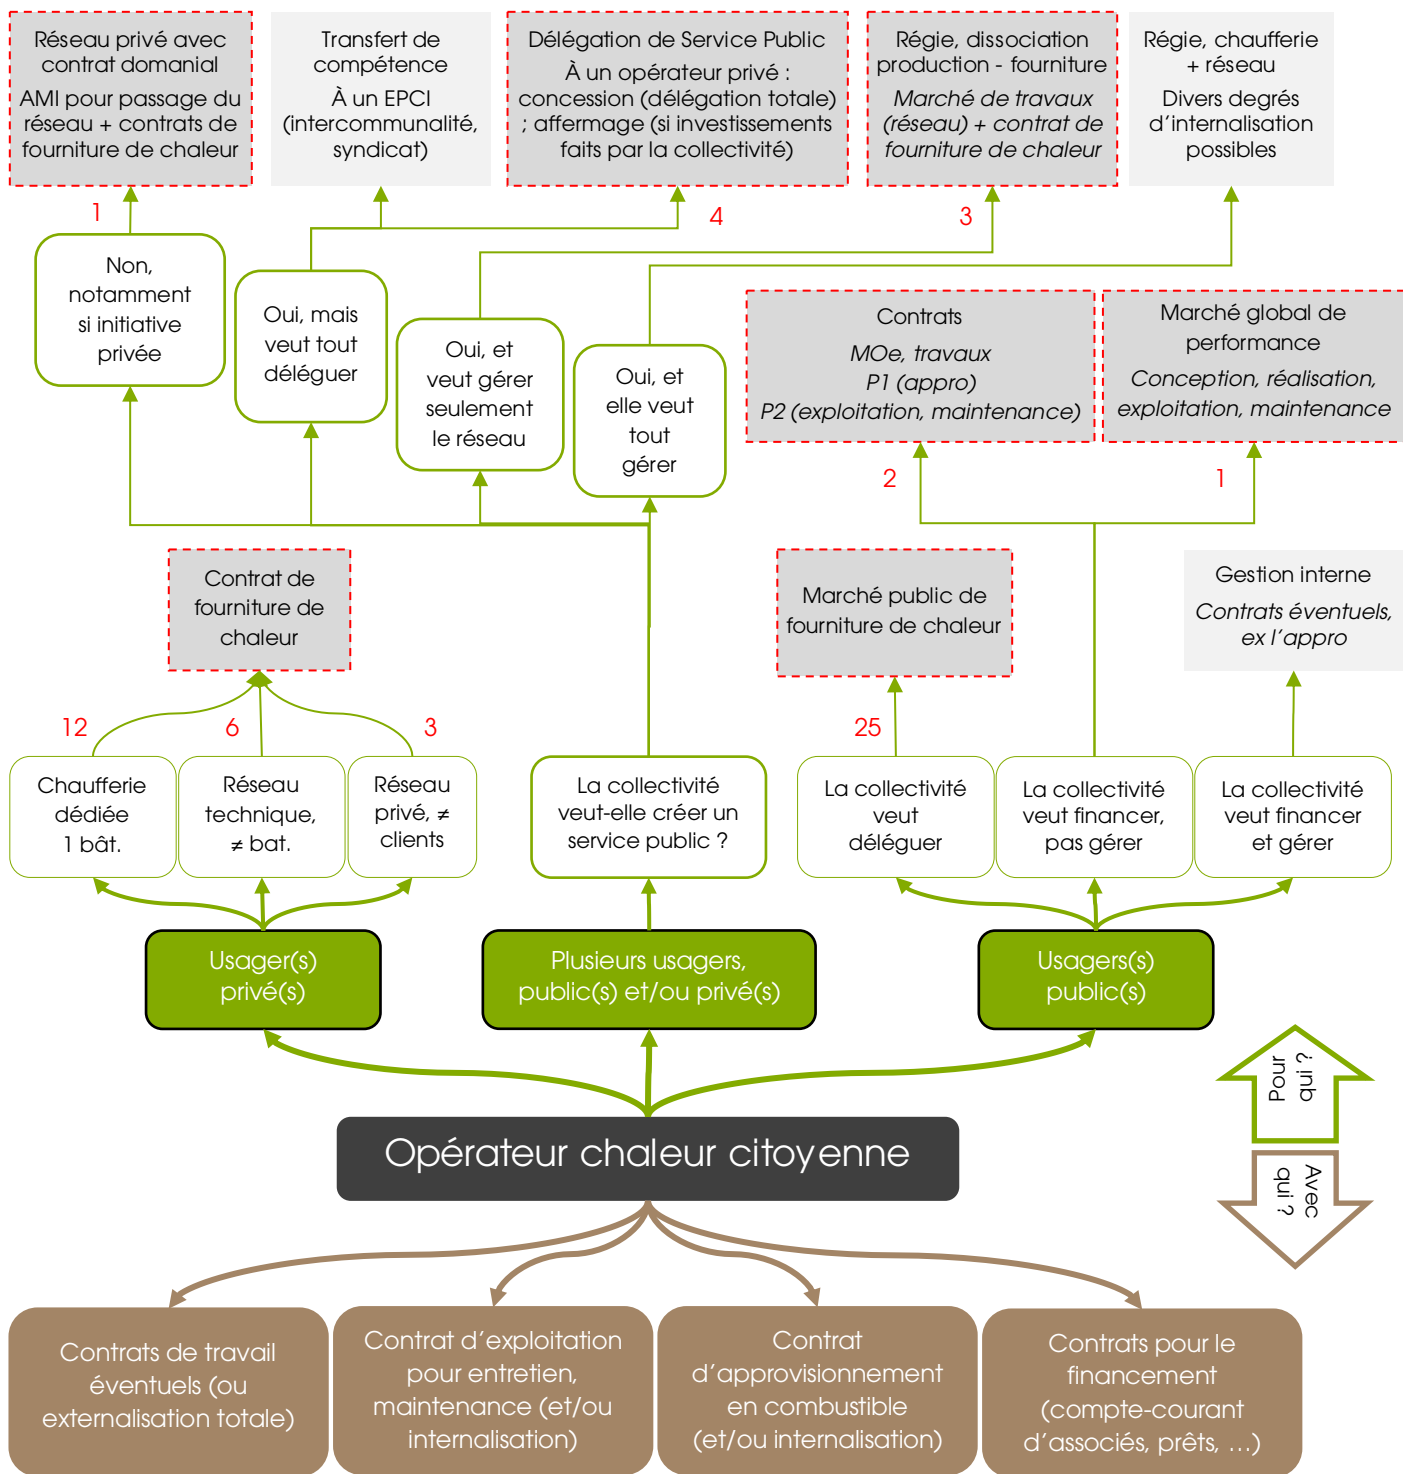 Réseau privé avec
contrat domanial
AMI pour passage du
réseau + contrats de
fourniture de chaleur
Transfert de
compétence
À un EPCI
(intercommunalité,
syndicat)
Délégation de Service Public
À un opérateur privé :
concession (délégation totale)
; affermage (si investissements
faits par la collectivité)
Régie, dissociation
production - fourniture
Marché de travaux
(réseau) + contrat de
fourniture de chaleur
Régie, chaufferie
+ réseau
Divers degrés
d'internalisation
possibles
1
4
3
Non,
notamment
si initiative
privée
Oui, mais
veut tout
déléguer
Oui, et
veut gérer
seulement
le réseau
Oui, et
elle veut
tout
gérer
Contrats
MOe, travaux
P1 (appro)
P2 (exploitation, maintenance)
Marché global de
performance
Conception, réalisation,
exploitation, maintenance
2
1
Contrat de
fourniture de
chaleur
Marché public de
fourniture de chaleur
Gestion interne
Contrats éventuels,
ex l'appro
12
6
3
25
Chaufferie
dédiée
1 bât.
Réseau
technique,
≠ bat.
Réseau
privé, ≠
clients
La collectivité
veut-elle créer un
service public ?
La collectivité
veut
déléguer
La collectivité
veut financer,
pas gérer
La collectivité
veut financer
et gérer
Usager(s)
privé(s)
Plusieurs usagers,
public(s) et/ou privé(s)
Usagers(s)
public(s)
Pour
qui ?
Opérateur chaleur citoyenne
Avec
qui ?
Contrats de travail
éventuels (ou
externalisation totale)
Contrat d'exploitation
pour entretien,
maintenance (et/ou
internalisation)
Contrat
d'approvisionnement
en combustible
(et/ou internalisation)
Contrats pour le
financement
(compte-courant
d'associés, prêts, …)